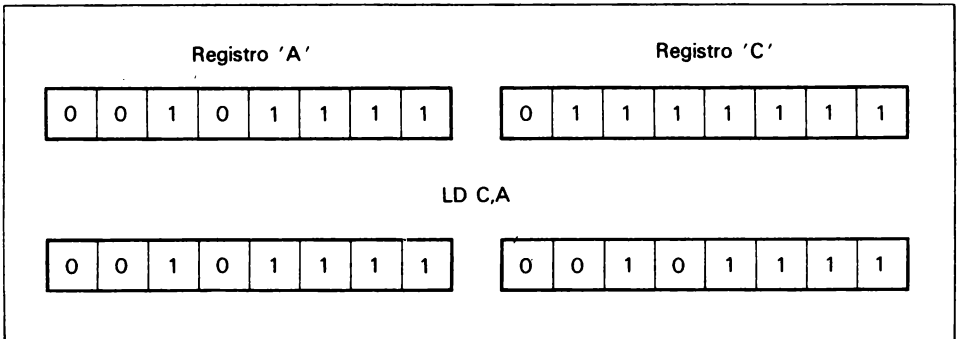 Registro 'A' Registro 'C'
0 0 1 0 1 1 1 1 0 1 1 1 1 1 1 1
LD C,A
0 0 1 0 1 1 1 1 0 0 1 0 1 1 1 1